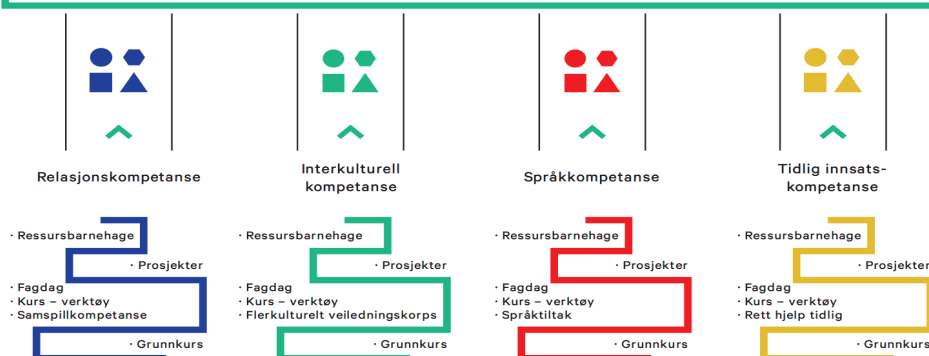 Relasjonskompetanse
Interkulturell
kompetanse
Språkkompetanse
Tidlig innsats-
kompetanse
· Ressursbarnehage
· Prosjekter
· Fagdag
· Kurs – verktøy
· Samspillkompetanse
· Grunnkurs
· Ressursbarnehage
· Prosjekter
· Fagdag
· Kurs – verktøy
· Flerkulturelt veiledningskorps
· Grunnkurs
· Ressursbarnehage
· Prosjekter
· Fagdag
· Kurs – verktøy
· Språktiltak
· Grunnkurs
· Ressursbarnehage
· Prosjekter
· Fagdag
· Kurs – verktøy
· Rett hjelp tidlig
· Grunnkurs